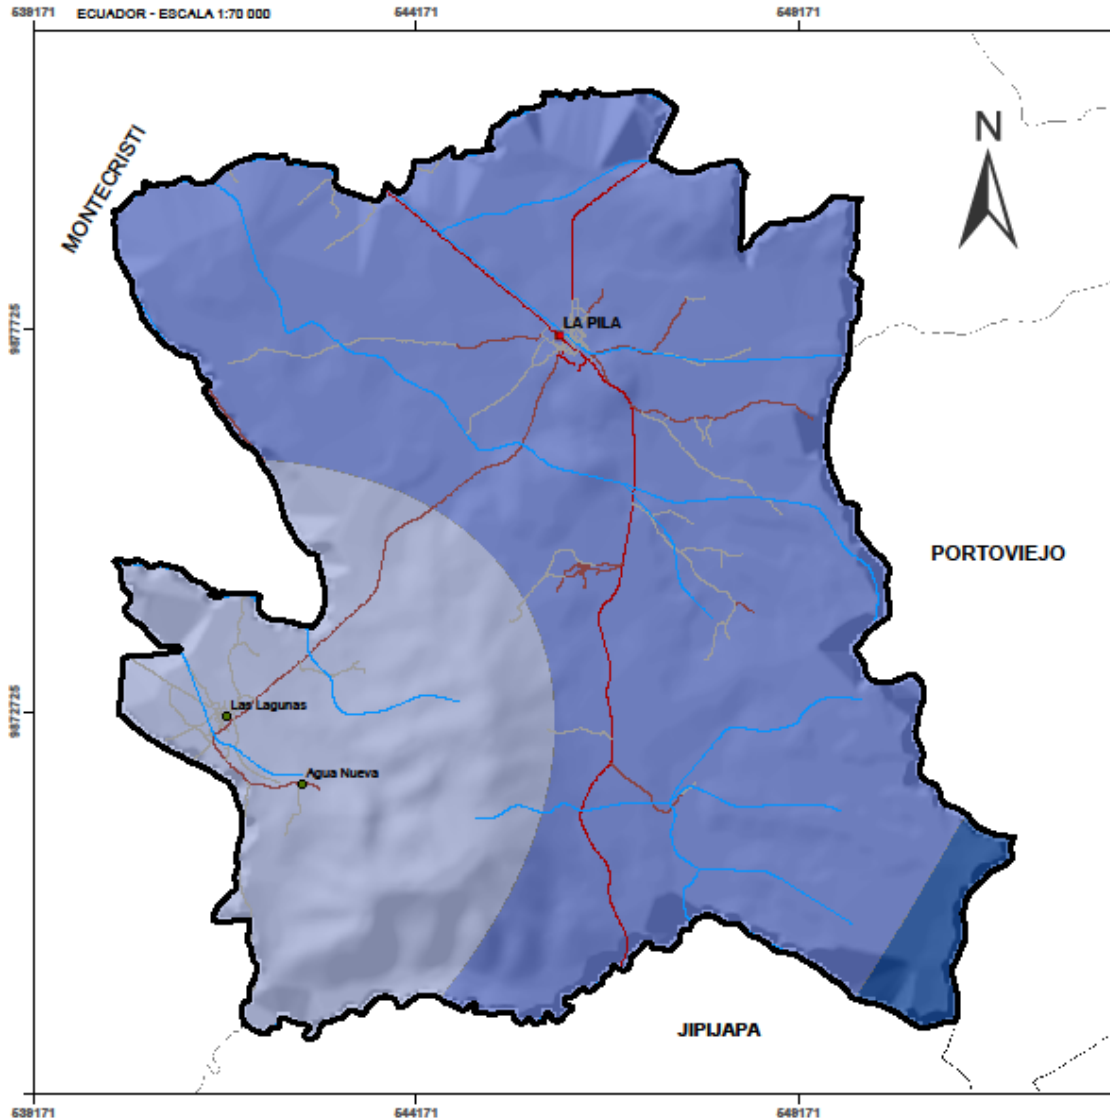 539171 ECUADOR - ESCALA 1:70 000 544171 549171
MONTECRISTI
N
9877725
LA PILA
PORTOVIEJO
9872725
Las Lagunas
Agua Nueva
JIPIJAPA
539171 544171 549171